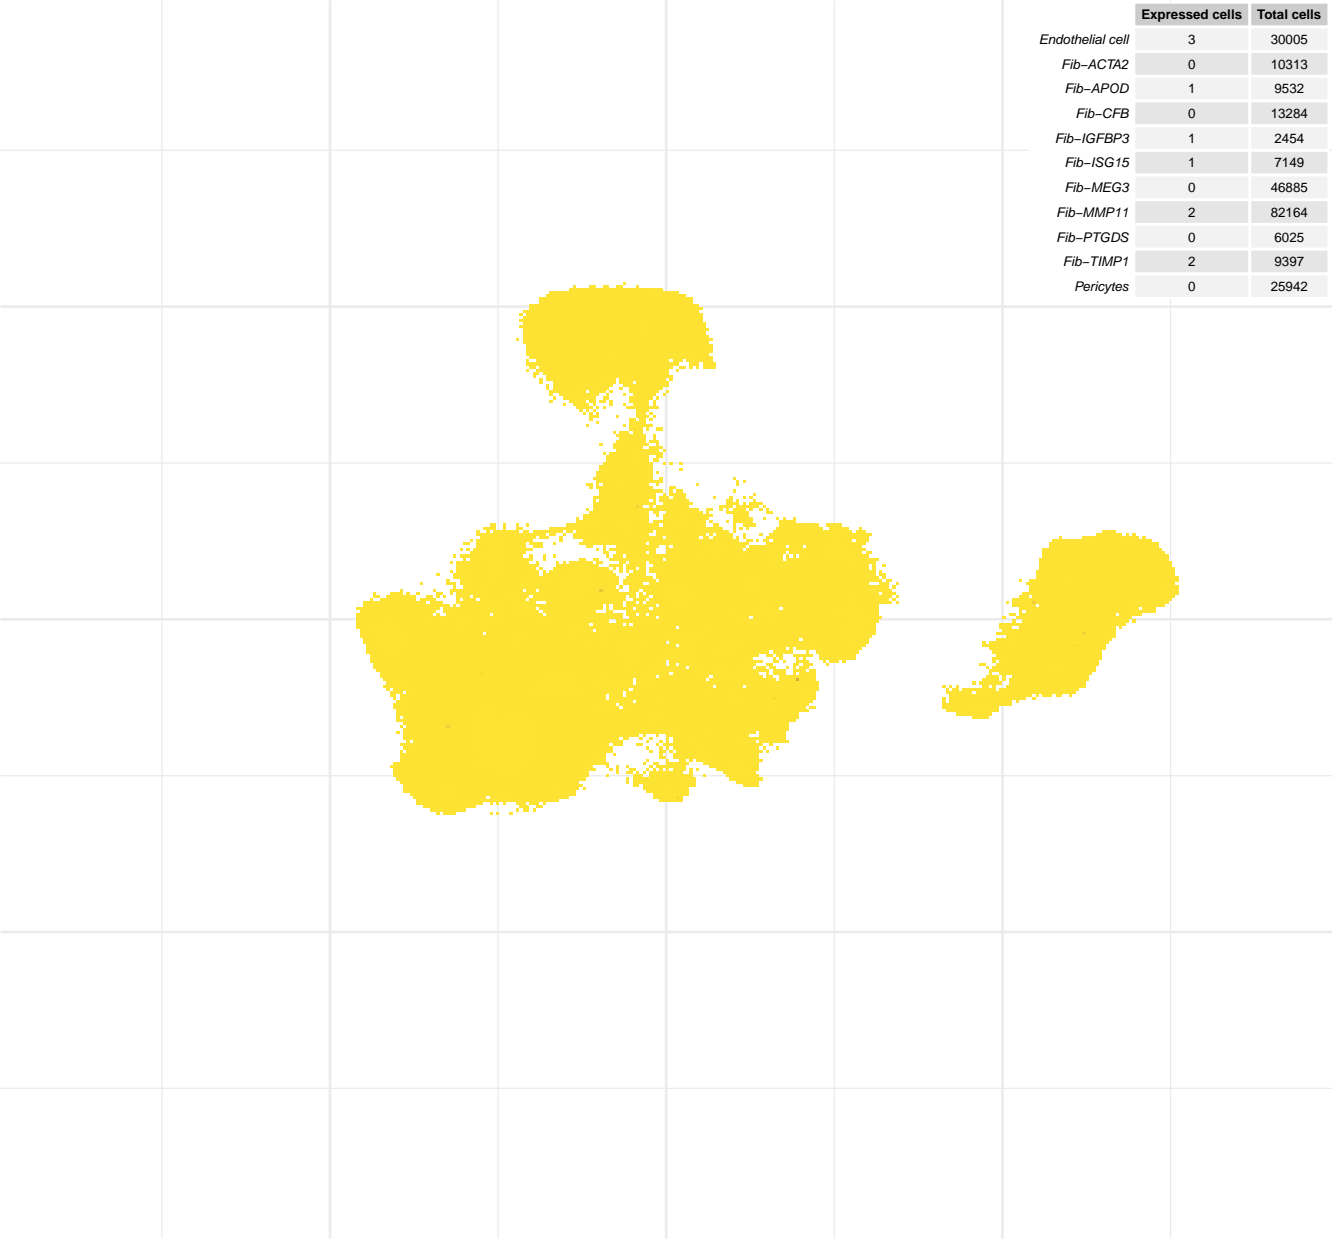 Expressed cells Total cells
Endothelial cell 3 30005
Fib−ACTA2 0 10313
Fib−APOD 1 9532
Fib−CFB 0 13284
Fib−IGFBP3 1 2454
Fib−ISG15 1 7149
Fib−MEG3 0 46885
Fib−MMP11 2 82164
Fib−PTGDS 0 6025
Fib−TIMP1 2 9397
Pericytes 0 25942